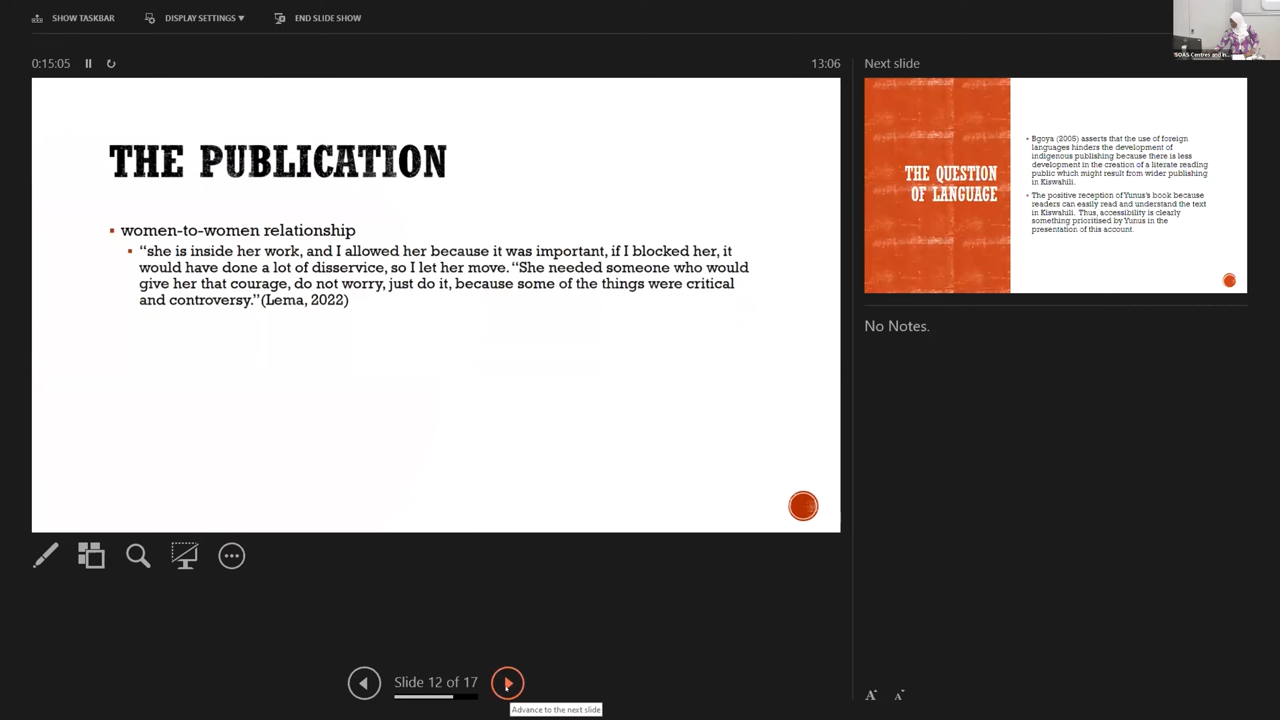 SHOW TASKBAR
DISPLAY SETTINGS ▼
END SLIDE SHOW
SOAS Centres and In...
0:15:05
13:06
Next slide
THE PUBLICATION
▪ women-to-women relationship
▪ “she is inside her work, and I allowed her because it was important, if I blocked her, it
would have done a lot of disservice, so I let her move. “She needed someone who would
give her that courage, do not worry, just do it, because some of the things were critical
and controversy.”(Lema, 2022)
THE QUESTION
OF LANGUAGE
▪ Bgoya (2005) asserts that the use of foreign
languages hinders the development of
indigenous publishing because there is less
development in the creation of a literate reading
public which might result from wider publishing
in Kiswahili.
▪ The positive reception of Yunus's book because
readers can easily read and understand the text
in Kiswahili. Thus, accessibility is clearly
something prioritised by Yunus in the
presentation of this account.
No Notes.
Slide 12 of 17
Advance to the next slide
A A